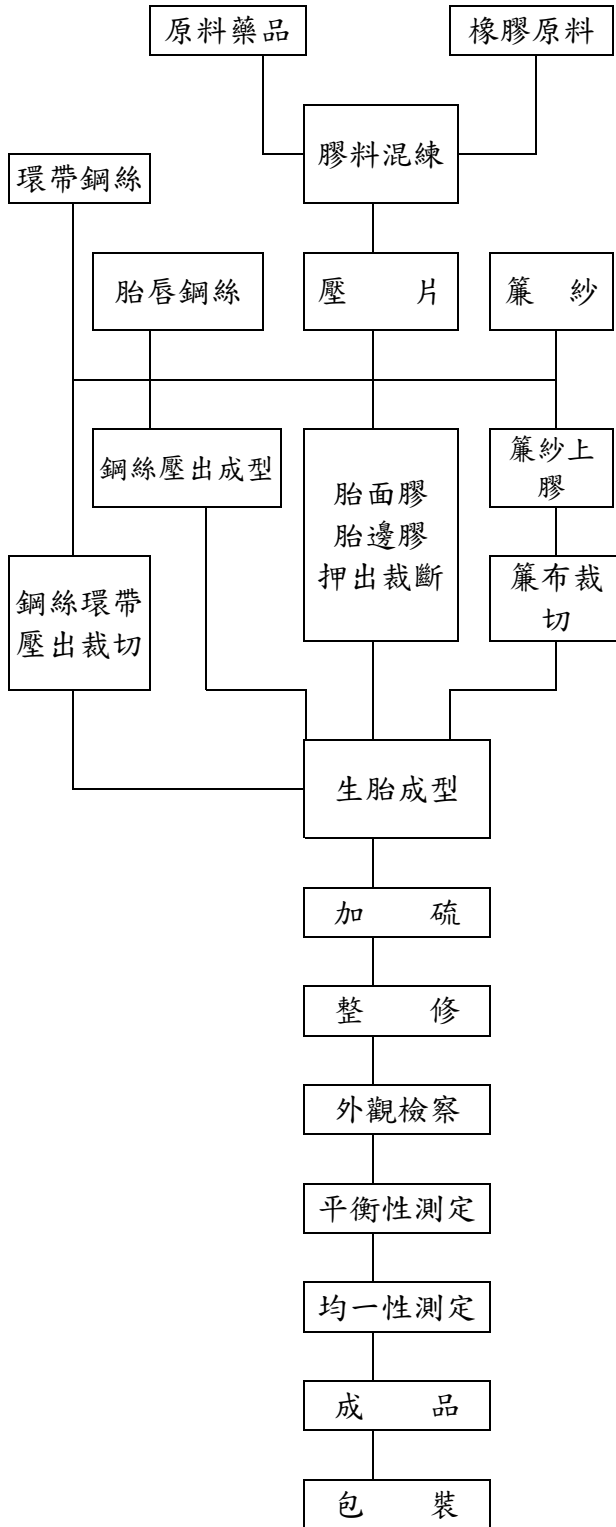 原料藥品
橡膠原料
膠料混練
環帶鋼絲
胎唇鋼絲
壓　片
簾　紗
鋼絲壓出成型
胎面膠
胎邊膠
押出裁斷
簾紗上
膠
鋼絲環帶
壓出裁切
簾布裁
切
生胎成型
加　硫
整　修
外觀檢察
平衡性測定
均一性測定
成　品
包　裝